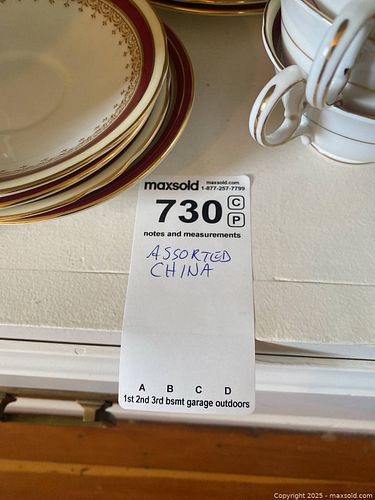 maxsold maxsold.com
1-877-257-7799
730 C
P
notes and measurements
ASSORTED
CHINA
A B C D
1st 2nd 3rd bsmt garage outdoors
Copyright 2025 - maxsold.com